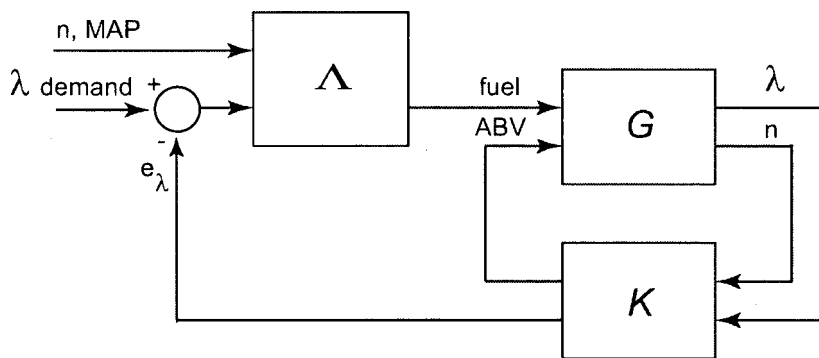 n, MAP
λ demand
+
-
e_λ
Λ
fuel
ABV
G
λ
n
K